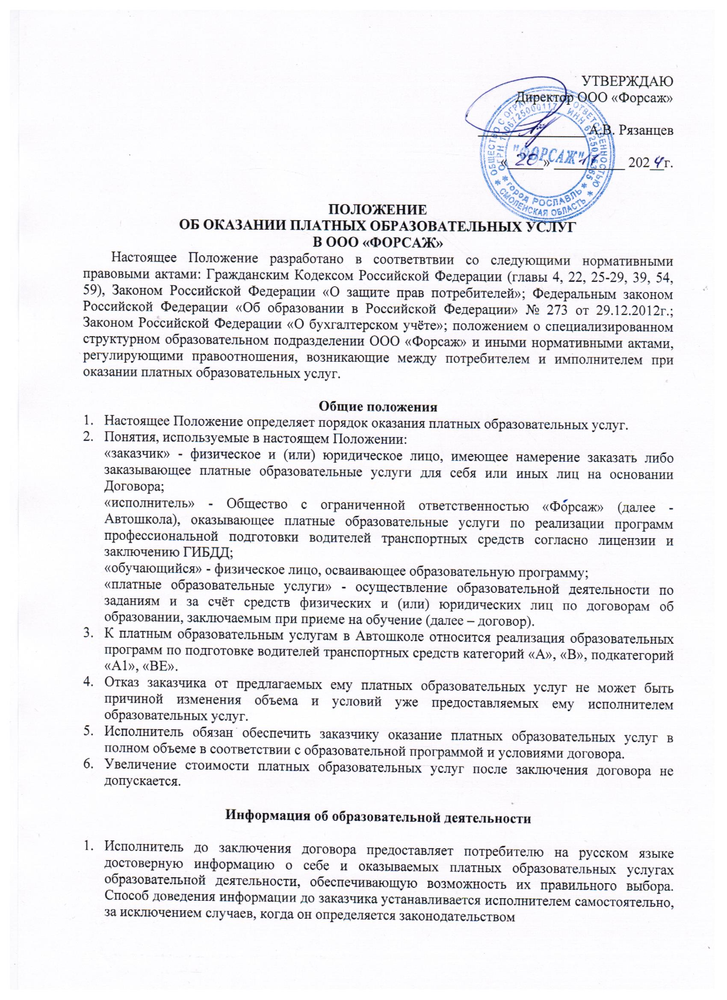 УТВЕРЖДАЮ
Директор ООО «Форсаж»
А.В. Рязанцев
«20» 2024г.
ОБЩЕСТВО С ОГРАНИЧЕННОЙ ОТВЕТСТВЕННОСТЬЮ
СМОЛЕНСКАЯ ОБЛАСТЬ
ОГРН 1106725000117 ИНН
город РОСЛАВЛЬ
"ФОРСАЖ"
ПОЛОЖЕНИЕ
ОБ ОКАЗАНИИ ПЛАТНЫХ ОБРАЗОВАТЕЛЬНЫХ УСЛУГ
В ООО «ФОРСАЖ»
Настоящее Положение разработано в соответвтвии со следующими нормативными
правовыми актами: Гражданским Кодексом Российской Федерации (главы 4, 22, 25-29, 39, 54,
59), Законом Российской Федерации «О защите прав потребителей»; Федеральным законом
Российской Федерации «Об образовании в Российской Федерации» № 273 от 29.12.2012г.;
Законом Российской Федерации «О бухгалтерском учёте»; положением о специализированном
структурном образовательном подразделении ООО «Форсаж» и иными нормативными актами,
регулирующими правоотношения, возникающие между потребителем и имполнителем при
оказании платных образовательных услуг.
Общие положения
1. Настоящее Положение определяет порядок оказания платных образовательных услуг.
2. Понятия, используемые в настоящем Положении:
«заказчик» - физическое и (или) юридическое лицо, имеющее намерение заказать либо
заказывающее платные образовательные услуги для себя или иных лиц на основании
Договора;
«исполнитель» - Общество с ограниченной ответственностью «Форсаж» (далее -
Автошкола), оказывающее платные образовательные услуги по реализации программ
профессиональной подготовки водителей транспортных средств согласно лицензии и
заключению ГИБДД;
«обучающийся» - физическое лицо, осваивающее образовательную программу;
«платные образовательные услуги» - осуществление образовательной деятельности по
заданиям и за счёт средств физических и (или) юридических лиц по договорам об
образовании, заключаемым при приеме на обучение (далее – договор).
3. К платным образовательным услугам в Автошколе относится реализация образовательных
программ по подготовке водителей транспортных средств категорий «А», «В», подкатегорий
«А1», «ВЕ».
4. Отказ заказчика от предлагаемых ему платных образовательных услуг не может быть
причиной изменения объема и условий уже предоставляемых ему исполнителем
образовательных услуг.
5. Исполнитель обязан обеспечить заказчику оказание платных образовательных услуг в
полном объеме в соответствии с образовательной программой и условиями договора.
6. Увеличение стоимости платных образовательных услуг после заключения договора не
допускается.
Информация об образовательной деятельности
1. Исполнитель до заключения договора предоставляет потребителю на русском языке
достоверную информацию о себе и оказываемых платных образовательных услугах
образовательной деятельности, обеспечивающую возможность их правильного выбора.
Способ доведения информации до заказчика устанавливается исполнителем самостоятельно,
за исключением случаев, когда он определяется законодательством